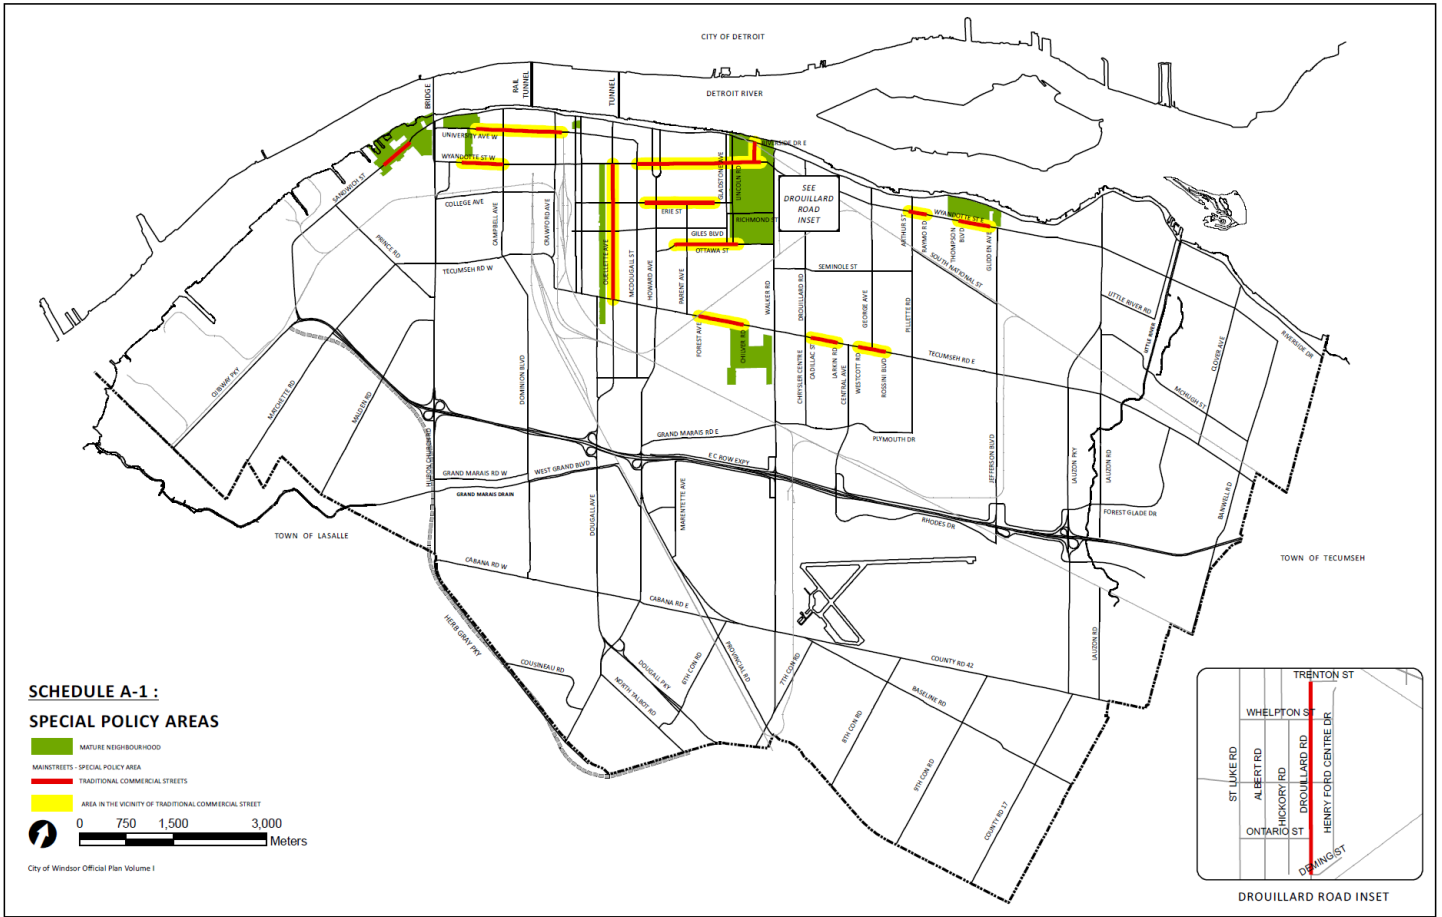 CITY OF DETROIT
DETROIT RIVER
BRIDGE
RAIL
TUNNEL
TUNNEL
UNIVERSITY AVE W
WYANDOTTE ST W
RIVERSIDE DR E
SANDWICH ST
COLLEGE AVE
CAMPBELL AVE
CRAWFORD AVE
OUELLETTE AVE
MCDOUGALL ST
HOWARD AVE
PARENT AVE
ERIE ST
GLADSTONE AVE
LINCOLN RD
RICHMOND ST
GILES BLVD
OTTAWA ST
SEE
DROUILLARD
ROAD
INSET
WALKER RD
DROUILLARD RD
SEMINOLE ST
GEORGE AVE
PILLETTE RD
ARTHUR ST
RAYMO RD
WYANDOTTE ST E
THOMPSON
BLVD
GLIDDEN AVE
SOUTH NATIONAL ST
PRINCE RD
TECUMSEH RD W
FOREST AVE
CHILVER RD
CHRYSLER CENTRE
CADILLAC ST
LARKIN RD
CENTRAL AVE
WESTCOTT RD
ROSSINI BLVD
TECUMSEH RD E
LITTLE RIVER RD
LITTLE RIVER
CLOVER AVE
RIVERSIDE DR
MCHUGH ST
OJIBWAY PKY
MATCHETTE RD
MALDEN RD
DOMINION BLVD
HURON CHURCH RD
GRAND MARAIS RD E
PLYMOUTH DR
E C ROW EXPY
GRAND MARAIS RD W
WEST GRAND BLVD
GRAND MARAIS DRAIN
DOUGALL AVE
MARENTETTE AVE
JEFFERSON BLVD
LAUZON PKY
LAUZON RD
BANWELL RD
FOREST GLADE DR
RHODES DR
TOWN OF LASALLE
TOWN OF TECUMSEH
CABANA RD W
CABANA RD E
HERB GRAY PKY
COUSINEAU RD
DOUGALL PKY
NORTH TALBOT RD
6TH CON RD
PROVINCIAL RD
7TH CON RD
LAUZON RD
COUNTY RD 42
BASELINE RD
8TH CON RD
9TH CON RD
COUNTY RD 17
SCHEDULE A-1 :
SPECIAL POLICY AREAS
MATURE NEIGHBOURHOOD
MAINSTREETS - SPECIAL POLICY AREA
TRADITIONAL COMMERCIAL STREETS
AREA IN THE VICINITY OF TRADITIONAL COMMERCIAL STREET
0 750 1,500 3,000
Meters
City of Windsor Official Plan Volume I
TRENTON ST
WHELPTON ST
ST LUKE RD
ALBERT RD
HICKORY RD
DROUILLARD RD
HENRY FORD CENTRE DR
ONTARIO ST
DEMING ST
DROUILLARD ROAD INSET